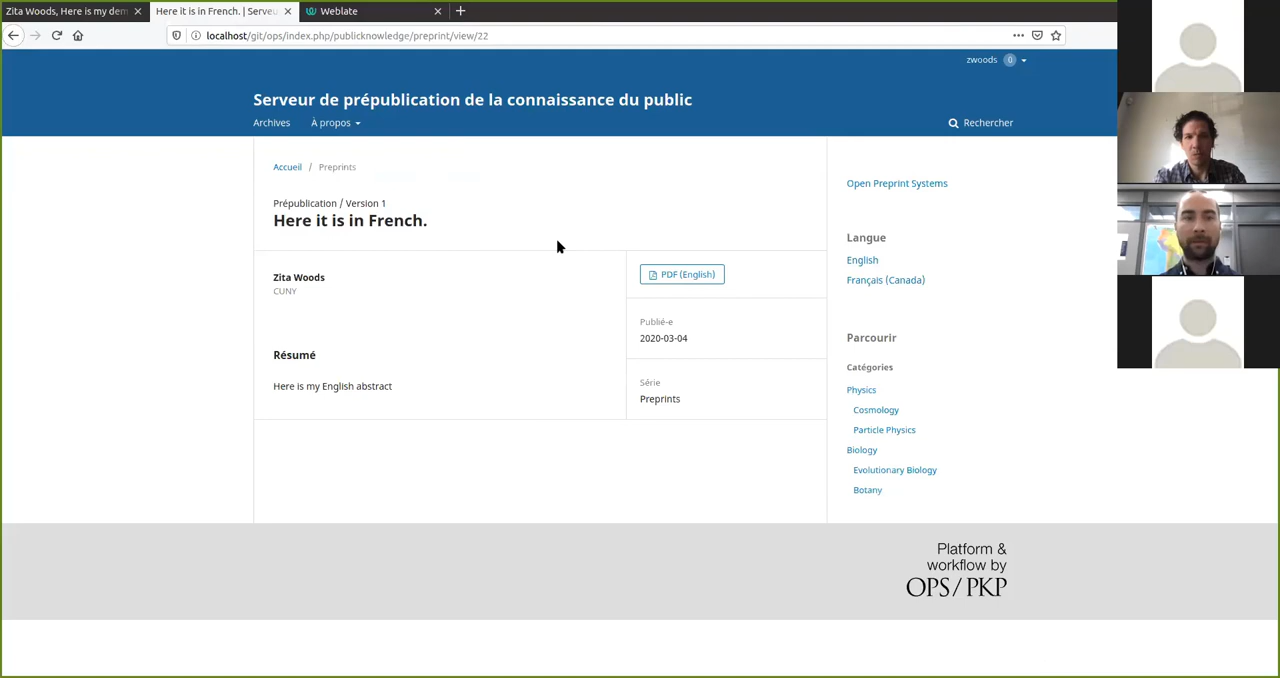 Zita Woods, Here is my dem
Here it is in French. | Serveu
Weblate
localhost/git/ops/index.php/publicknowledge/preprint/view/22
zwoods 0
Serveur de prépublication de la connaissance du public
Archives À propos
Rechercher
Accueil / Preprints
Prépublication / Version 1
Here it is in French.
Zita Woods
CUNY
Résumé
Here is my English abstract
PDF (English)
Publié-e
2020-03-04
Série
Preprints
Open Preprint Systems
Langue
English
Français (Canada)
Parcourir
Catégories
Physics
Cosmology
Particle Physics
Biology
Evolutionary Biology
Botany
Platform &
workflow by
OPS / PKP